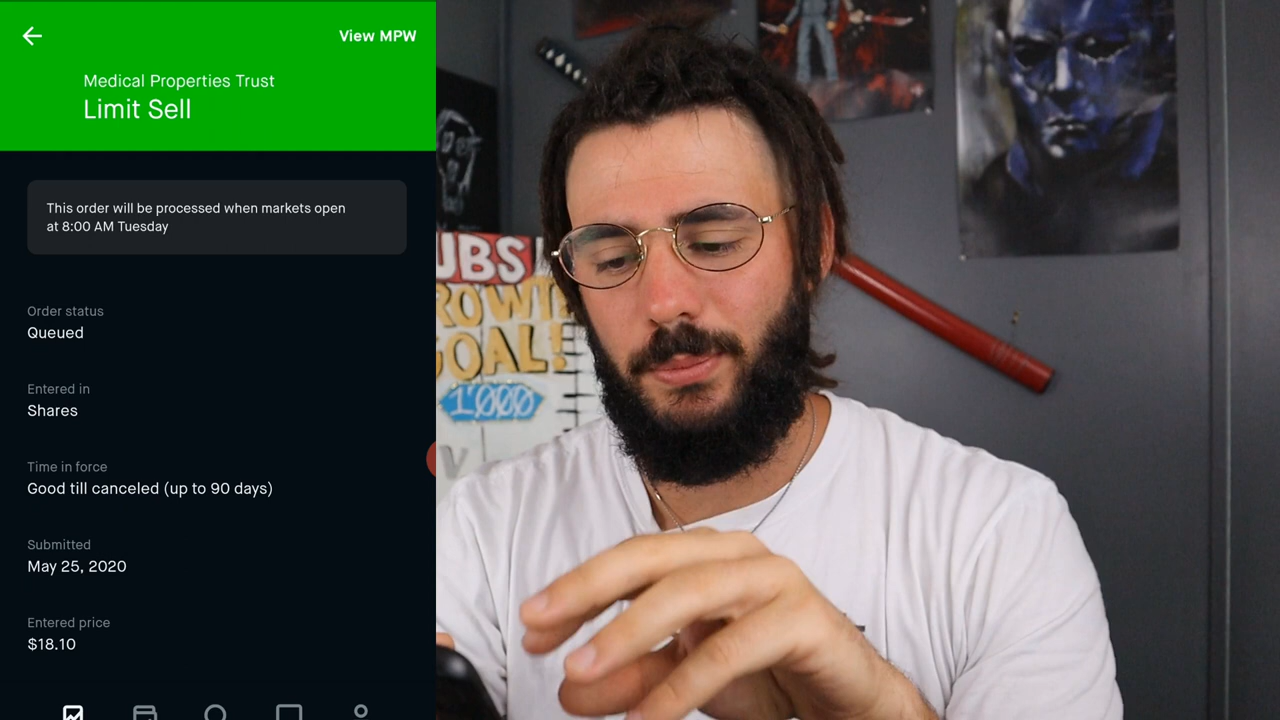 View MPW
Medical Properties Trust
Limit Sell
This order will be processed when markets open
at 8:00 AM Tuesday
Order status
Queued
Entered in
Shares
Time in force
Good till canceled (up to 90 days)
Submitted
May 25, 2020
Entered price
$18.10
UBS
ROWT
GOAL!
1'000